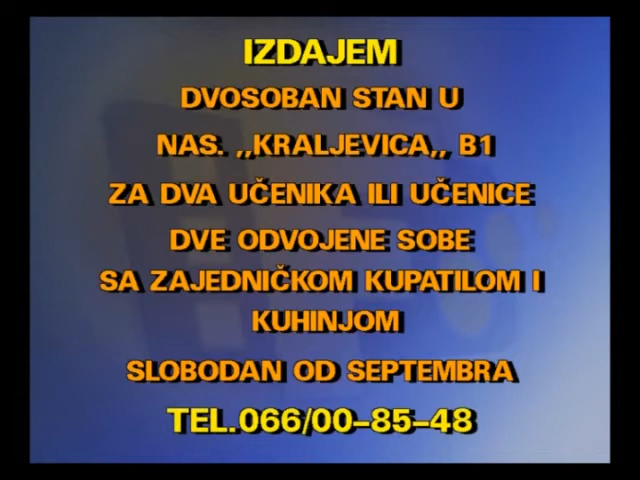 IZDAJEM
DVOSOBAN STAN U
NAS. ,,KRALJEVICA,, B1
ZA DVA UČENIKA ILI UČENICE
DVE ODVOJENE SOBE
SA ZAJEDNIČKOM KUPATILOM I
KUHINJOM
SLOBODAN OD SEPTEMBRA
TEL.066/00-85-48